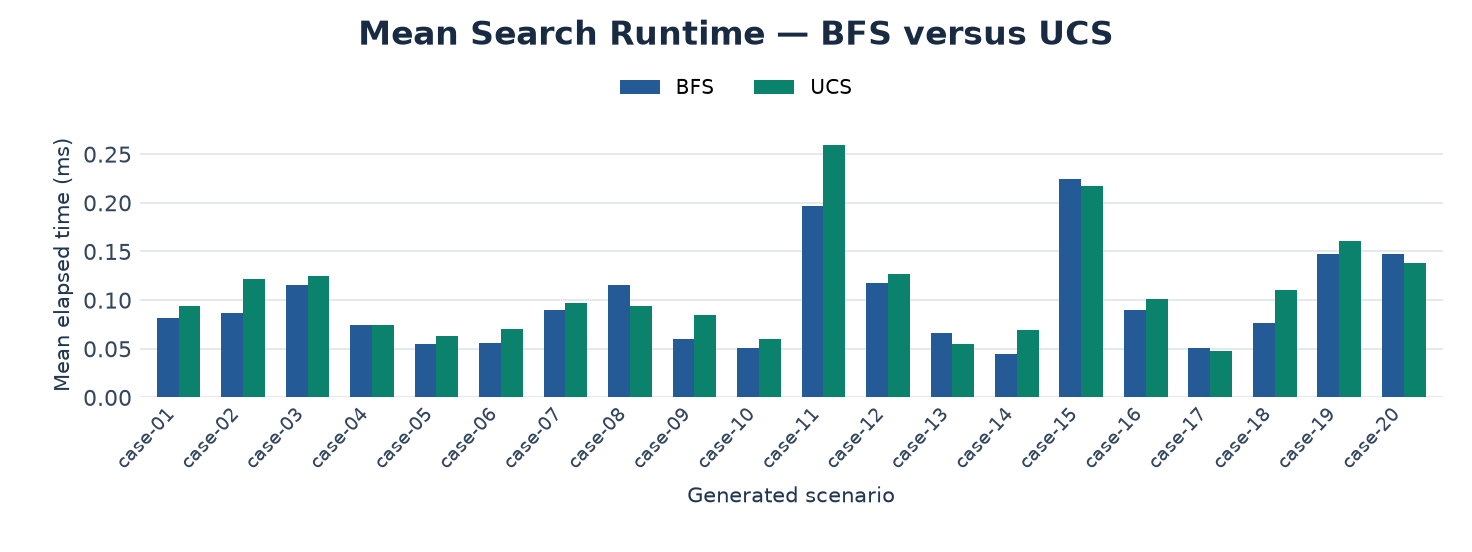 Mean Search Runtime — BFS versus UCS
BFS
UCS
Mean elapsed time (ms)
0.25
0.20
0.15
0.10
0.05
0.00
case-01
case-02
case-03
case-04
case-05
case-06
case-07
case-08
case-09
case-10
case-11
case-12
case-13
case-14
case-15
case-16
case-17
case-18
case-19
case-20
Generated scenario